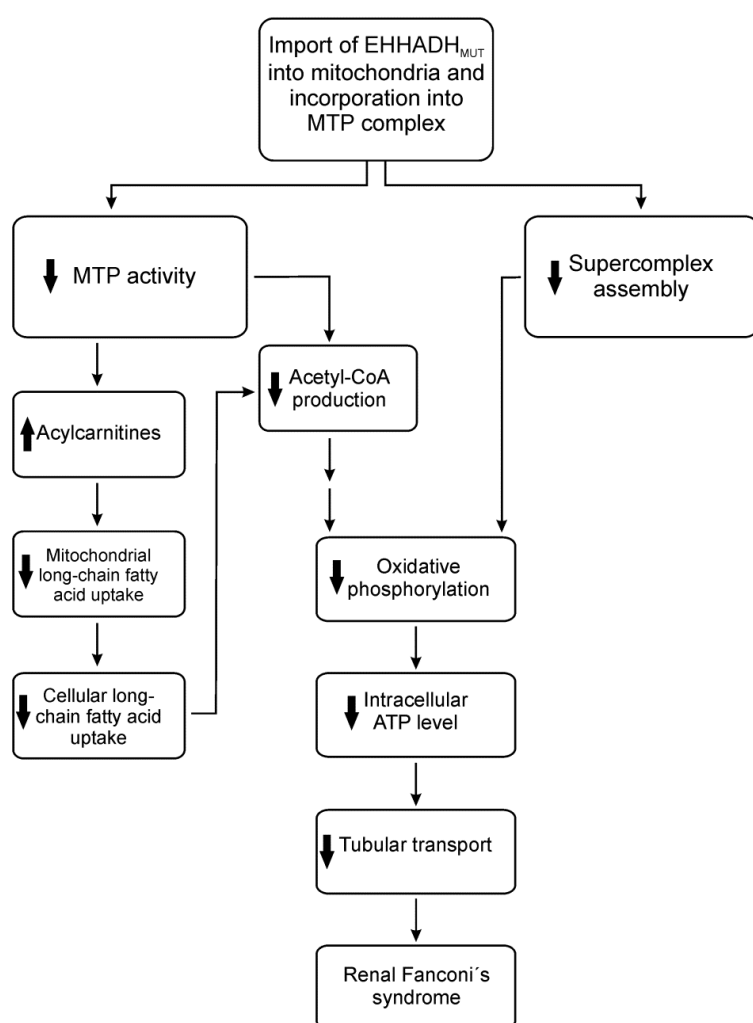 Import of EHHADH_MUT
into mitochondria and
incorporation into
MTP complex
MTP activity
Supercomplex
assembly
Acetyl-CoA
production
Acylcarnitines
Mitochondrial
long-chain fatty
acid uptake
Oxidative
phosphorylation
Cellular long-
chain fatty acid
uptake
Intracellular
ATP level
Tubular transport
Renal Fanconi´s
syndrome